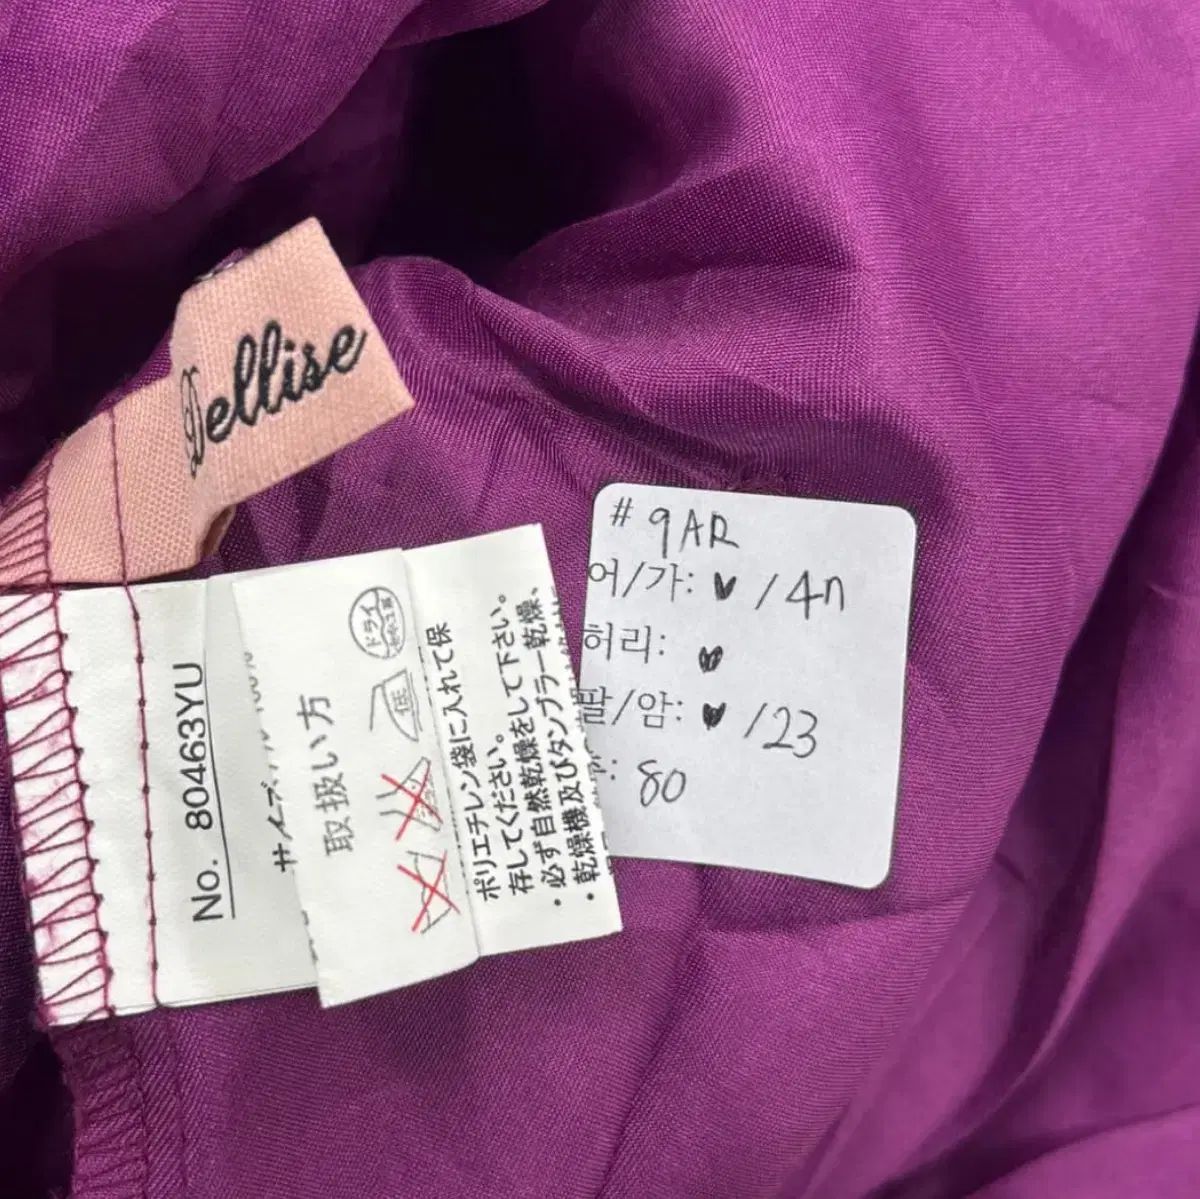 Dellise
No. 80463YU
サイズ
取扱い方
ドライ
ポリエチレン袋に入れて保
存してください。
・必ず自然乾燥をして下さい。
・乾燥機及びタンブラー乾燥、
# 9AR
어/가: ♥ / 47
허리: ♥
팔/암: ♥ / 23
: 80